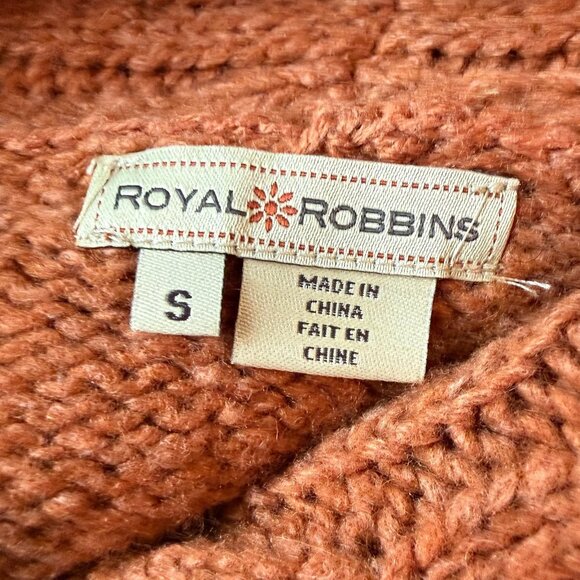 ROYAL ROBBINS
S
MADE IN
CHINA
FAIT EN
CHINE